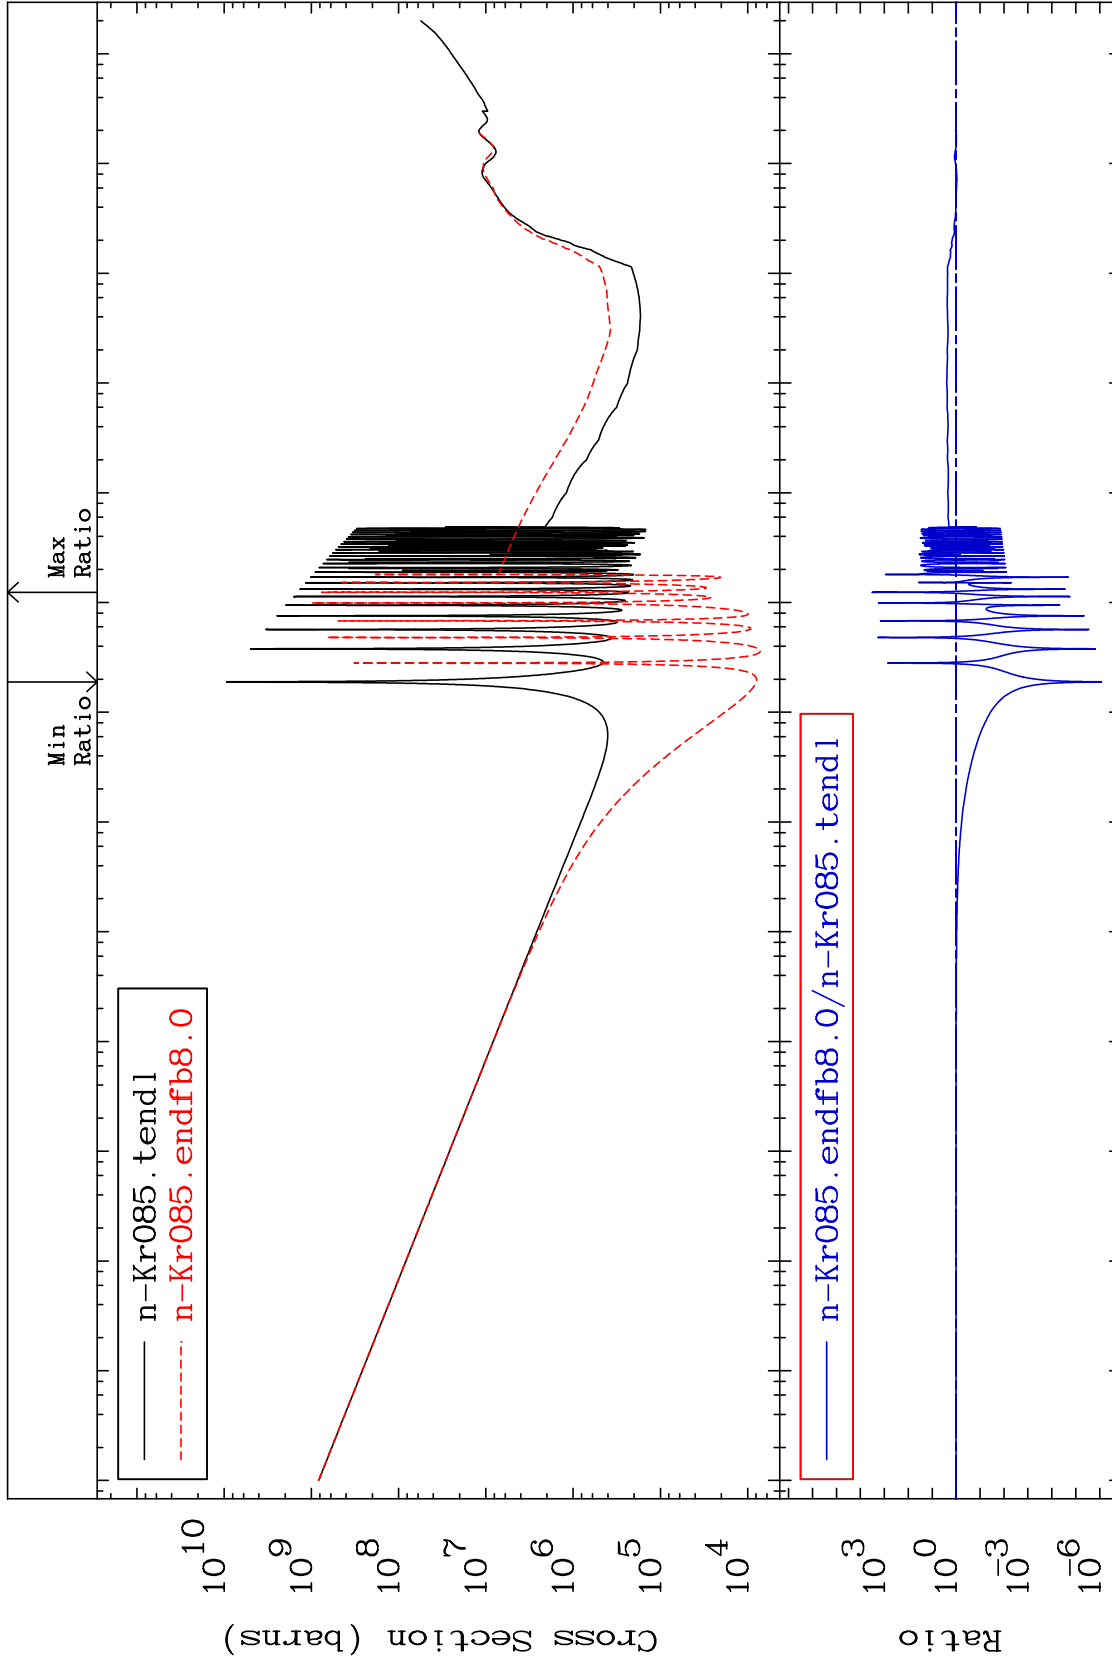 Min
Ratio
Max
Ratio
n-Kr085.tendl
n-Kr085.endfb8.0
10^10
10^9
10^8
10^7
10^6
10^5
10^4
Cross Section (barns)
n-Kr085.endfb8.0/n-Kr085.tendl
10^3
10^0
10^-3
10^-6
Ratio